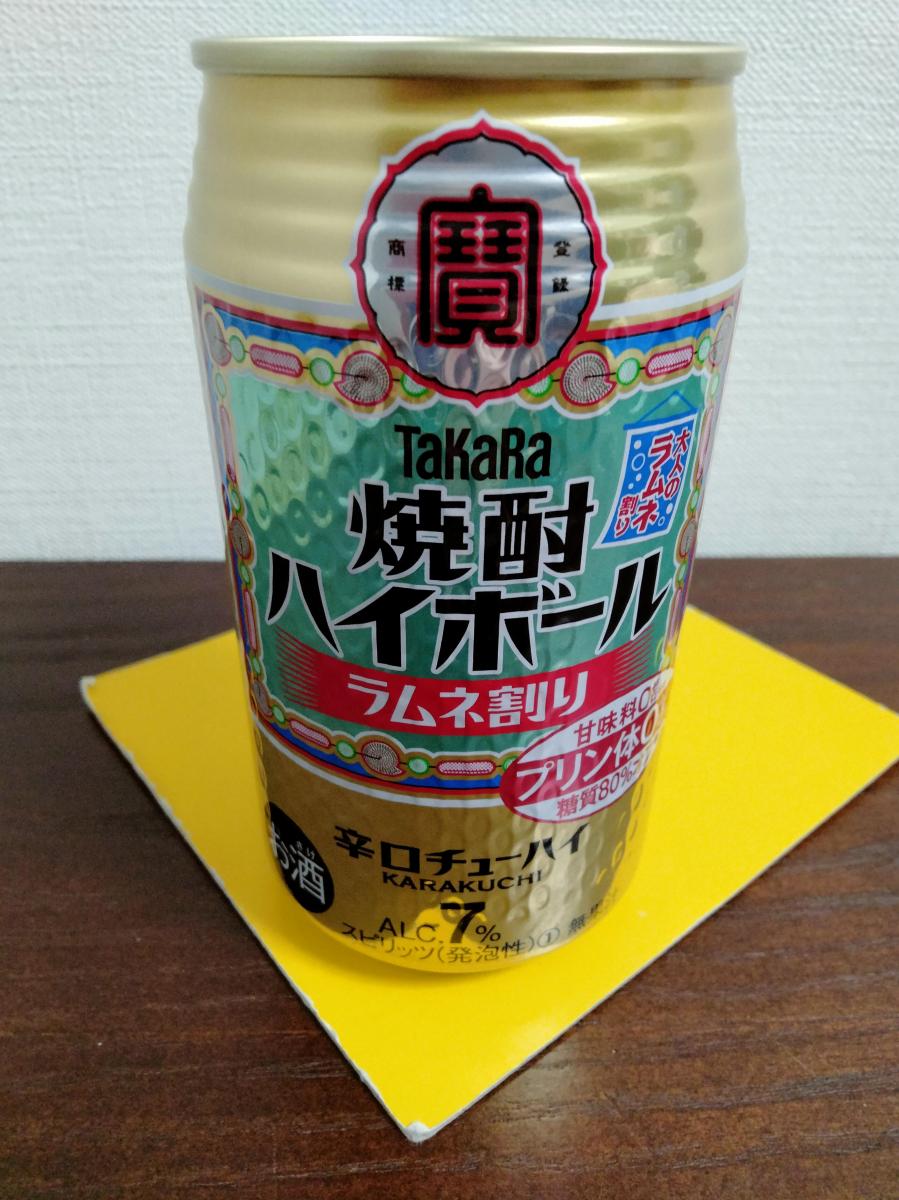 寶
登録
商標
TaKaRa
焼酎
ハイボール
大人の
ラムネ
割り
ラムネ割り
甘味料0
プリン体0
糖質80%
お酒
さけ
辛口チューハイ
KARAKUCHI
ALC.7%
スピリッツ(発泡性)①